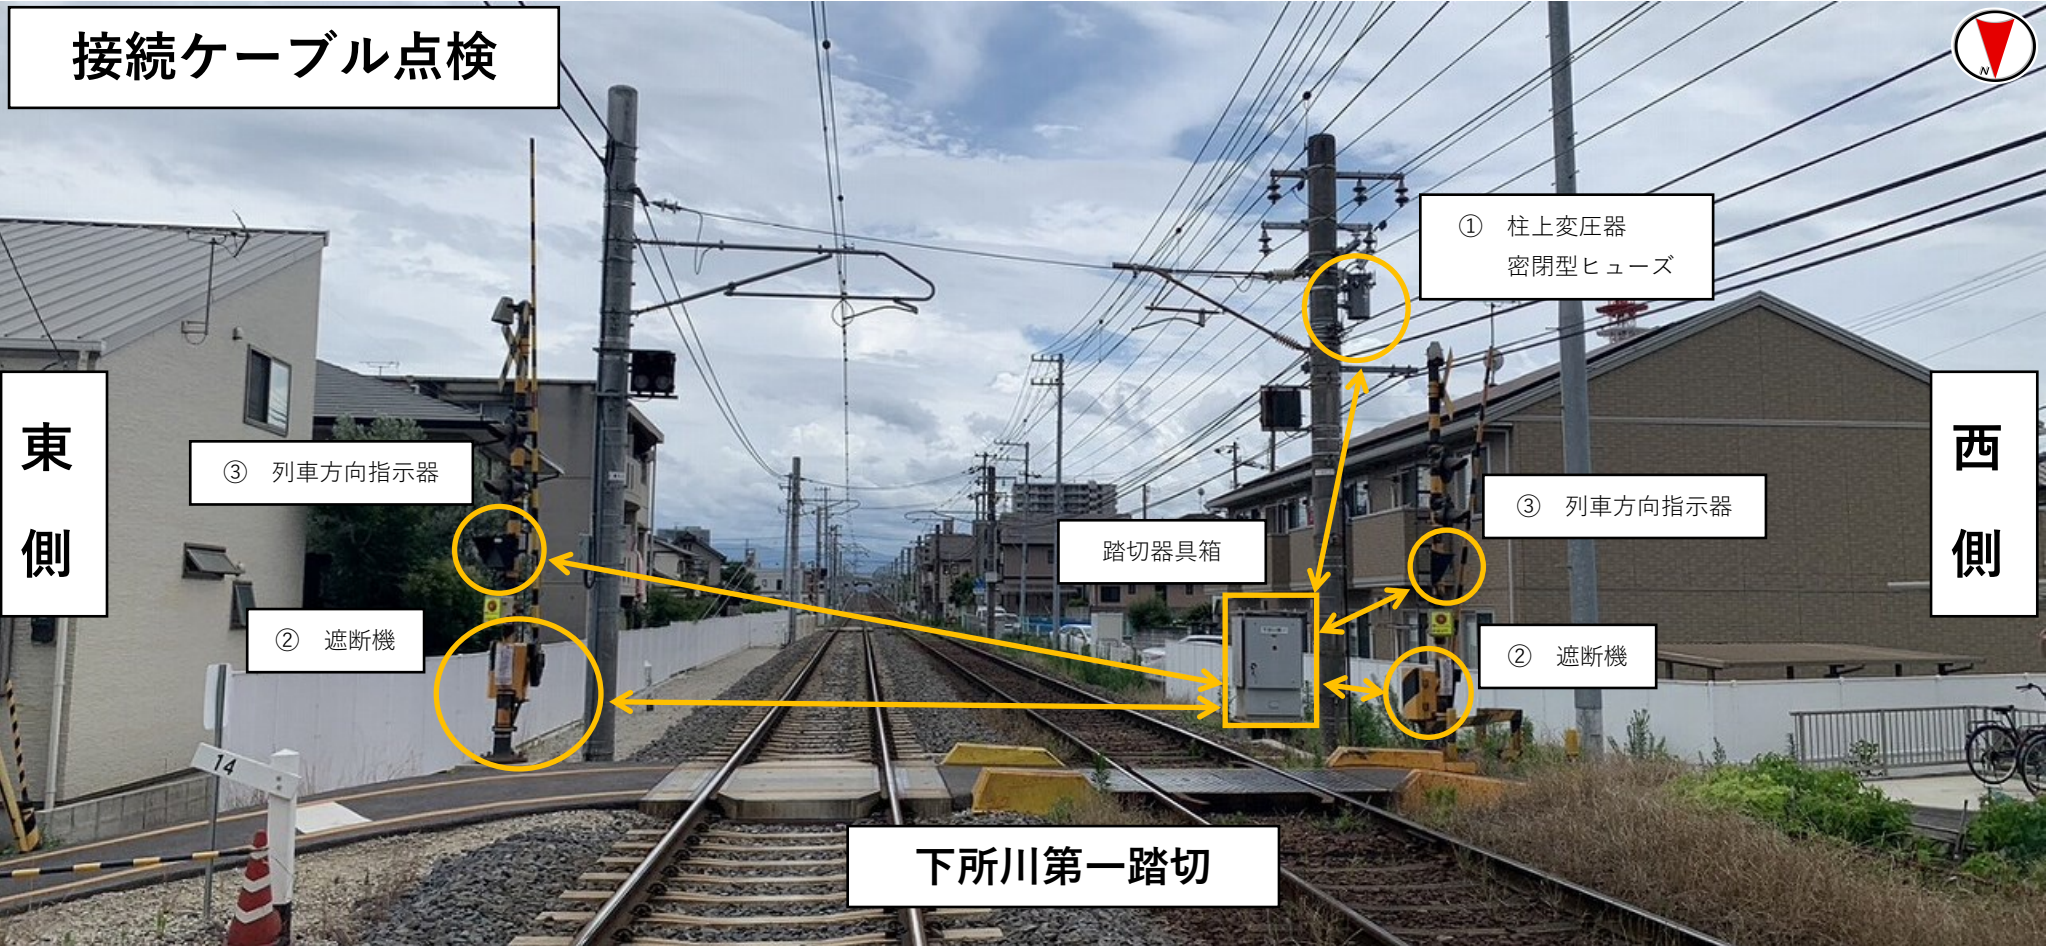 接続ケーブル点検
N
① 柱上変圧器
密閉型ヒューズ
東側
西側
③ 列車方向指示器
③ 列車方向指示器
踏切器具箱
② 遮断機
② 遮断機
14
下所川第一踏切